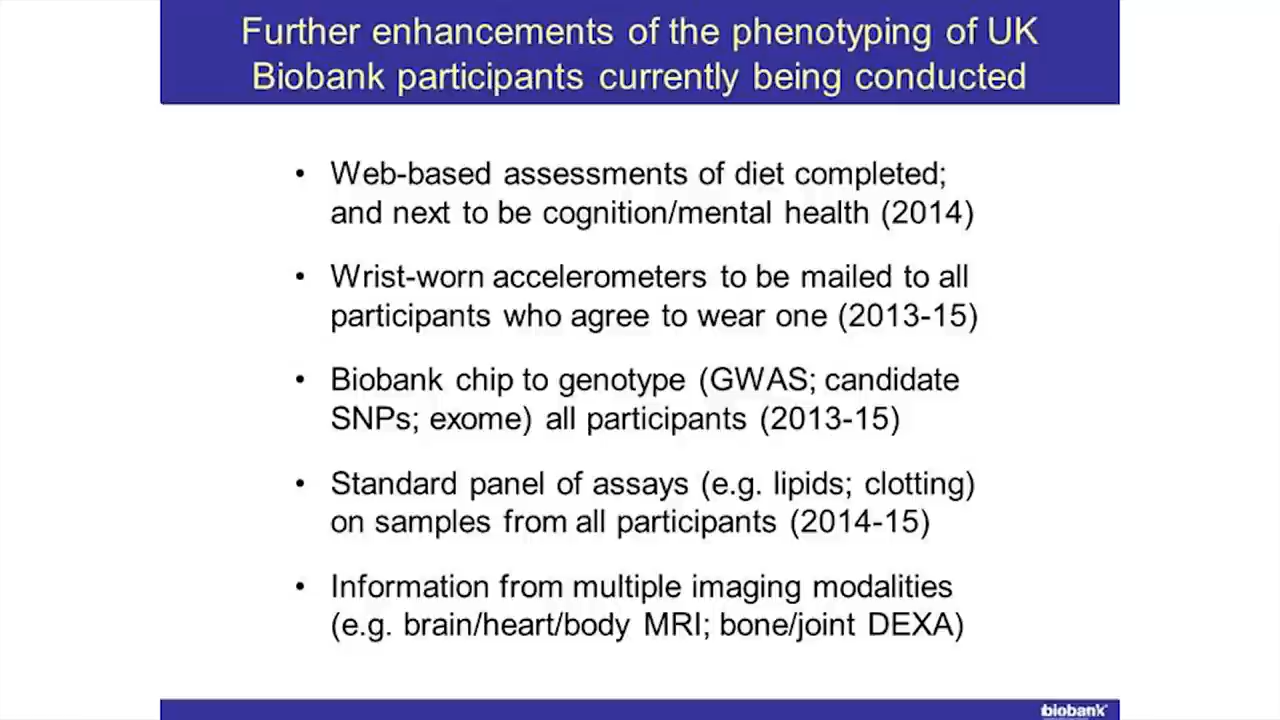 Further enhancements of the phenotyping of UK
Biobank participants currently being conducted
• Web-based assessments of diet completed;
and next to be cognition/mental health (2014)
• Wrist-worn accelerometers to be mailed to all
participants who agree to wear one (2013-15)
• Biobank chip to genotype (GWAS; candidate
SNPs; exome) all participants (2013-15)
• Standard panel of assays (e.g. lipids; clotting)
on samples from all participants (2014-15)
• Information from multiple imaging modalities
(e.g. brain/heart/body MRI; bone/joint DEXA)
biobank